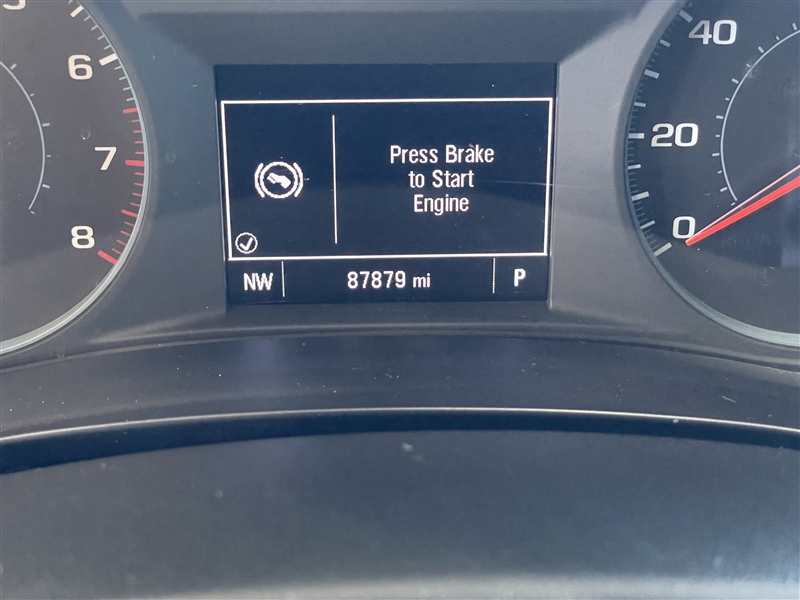 6
7
8
Press Brake
to Start
Engine
NW 87879 mi P
40
20
0